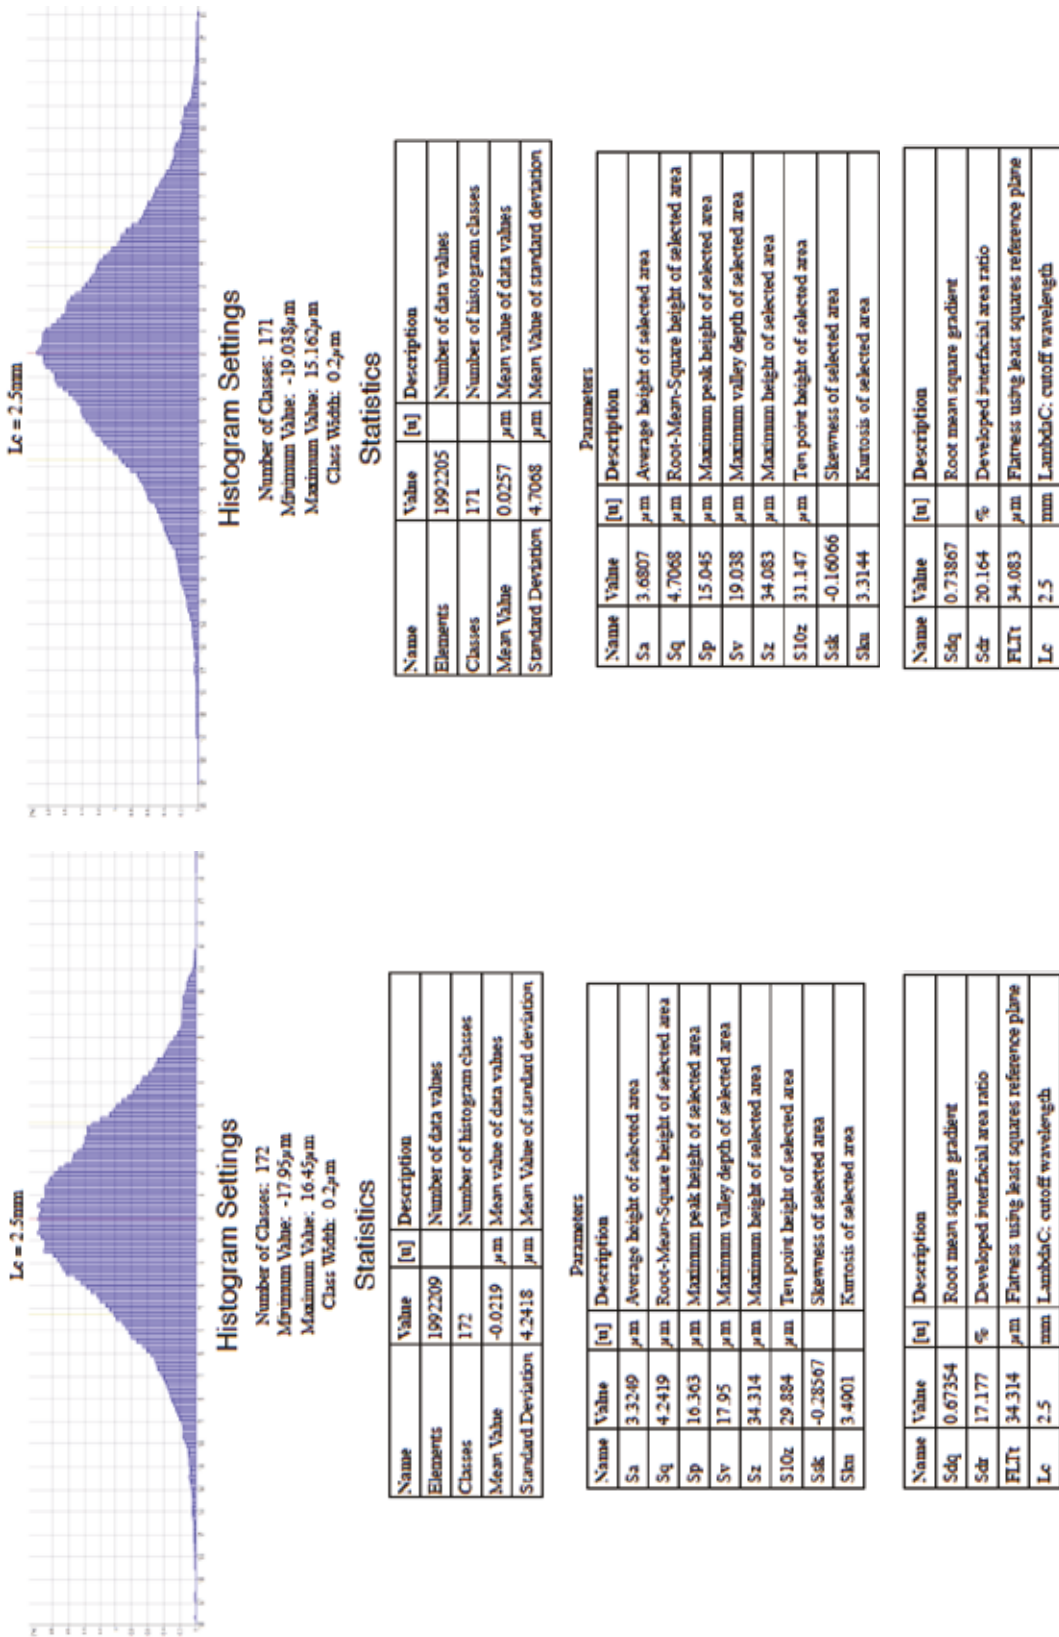 Lc = 2.5mm
Histogram Settings
Number of Classes: 172
Minimum Value: -17.95µm
Maximum Value: 16.45µm
Class Width: 0.2µm
Statistics
Name Value [u] Description
Elements 1992209 Number of data values
Classes 172 Number of histogram classes
Mean Value -0.0219 µm Mean value of data values
Standard Deviation 4.2418 µm Mean Value of standard deviation
Parameters
Name Value [u] Description
Sa 3.3249 µm Average height of selected area
Sq 4.2419 µm Root-Mean-Square height of selected area
Sp 16.363 µm Maximum peak height of selected area
Sv 17.95 µm Maximum valley depth of selected area
Sz 34.314 µm Maximum height of selected area
S10z 29.884 µm Ten point height of selected area
Ssk -0.28567 Skewness of selected area
Sku 3.4901 Kurtosis of selected area
Name Value [u] Description
Sdq 0.67354 Root mean square gradient
Sdr 17.177 % Developed interfacial area ratio
FLTt 34.314 µm Flatness using least squares reference plane
Lc 2.5 mm LambdaC: cutoff wavelength
Lc = 2.5mm
Histogram Settings
Number of Classes: 171
Minimum Value: -19.038µm
Maximum Value: 15.162µm
Class Width: 0.2µm
Statistics
Name Value [u] Description
Elements 1992205 Number of data values
Classes 171 Number of histogram classes
Mean Value 0.0257 µm Mean value of data values
Standard Deviation 4.7068 µm Mean Value of standard deviation
Parameters
Name Value [u] Description
Sa 3.6807 µm Average height of selected area
Sq 4.7068 µm Root-Mean-Square height of selected area
Sp 15.045 µm Maximum peak height of selected area
Sv 19.038 µm Maximum valley depth of selected area
Sz 34.083 µm Maximum height of selected area
S10z 31.147 µm Ten point height of selected area
Ssk -0.16066 Skewness of selected area
Sku 3.3144 Kurtosis of selected area
Name Value [u] Description
Sdq 0.73867 Root mean square gradient
Sdr 20.164 % Developed interfacial area ratio
FLTt 34.083 µm Flatness using least squares reference plane
Lc 2.5 mm LambdaC: cutoff wavelength